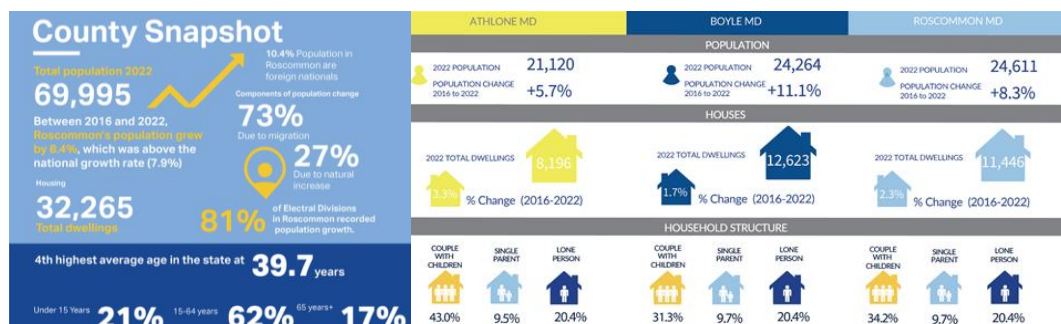 County Snapshot
Total population 2022
69,995
Between 2016 and 2022,
Roscommon's population grew
by 8.4%, which was above the
national growth rate (7.9%)
Housing
32,265
Total dwellings
10.4% Population in
Roscommon are
foreign nationals
Components of population change
73%
Due to migration
27%
Due to natural
increase
81%
of Electral Divisions
in Roscommon recorded
population growth.
4th highest average age in the state at 39.7 years
Under 15 Years 21% 15-64 years 62% 65 years+ 17%
ATHLONE MD BOYLE MD ROSCOMMON MD
POPULATION
2022 POPULATION 21,120
POPULATION CHANGE
2016 to 2022 +5.7%
2022 POPULATION 24,264
POPULATION CHANGE
2016 to 2022 +11.1%
2022 POPULATION 24,611
POPULATION CHANGE
2016 to 2022 +8.3%
HOUSES
2022 TOTAL DWELLINGS 8,196
3.3% % Change (2016-2022)
2022 TOTAL DWELLINGS 12,623
1.7% % Change (2016-2022)
2022 TOTAL DWELLINGS 11,446
2.3% % Change (2016-2022)
HOUSEHOLD STRUCTURE
COUPLE
WITH
CHILDREN
43.0%
SINGLE
PARENT
9.5%
LONE
PERSON
20.4%
COUPLE
WITH
CHILDREN
31.3%
SINGLE
PARENT
9.7%
LONE
PERSON
20.4%
COUPLE
WITH
CHILDREN
34.2%
SINGLE
PARENT
9.7%
LONE
PERSON
20.4%